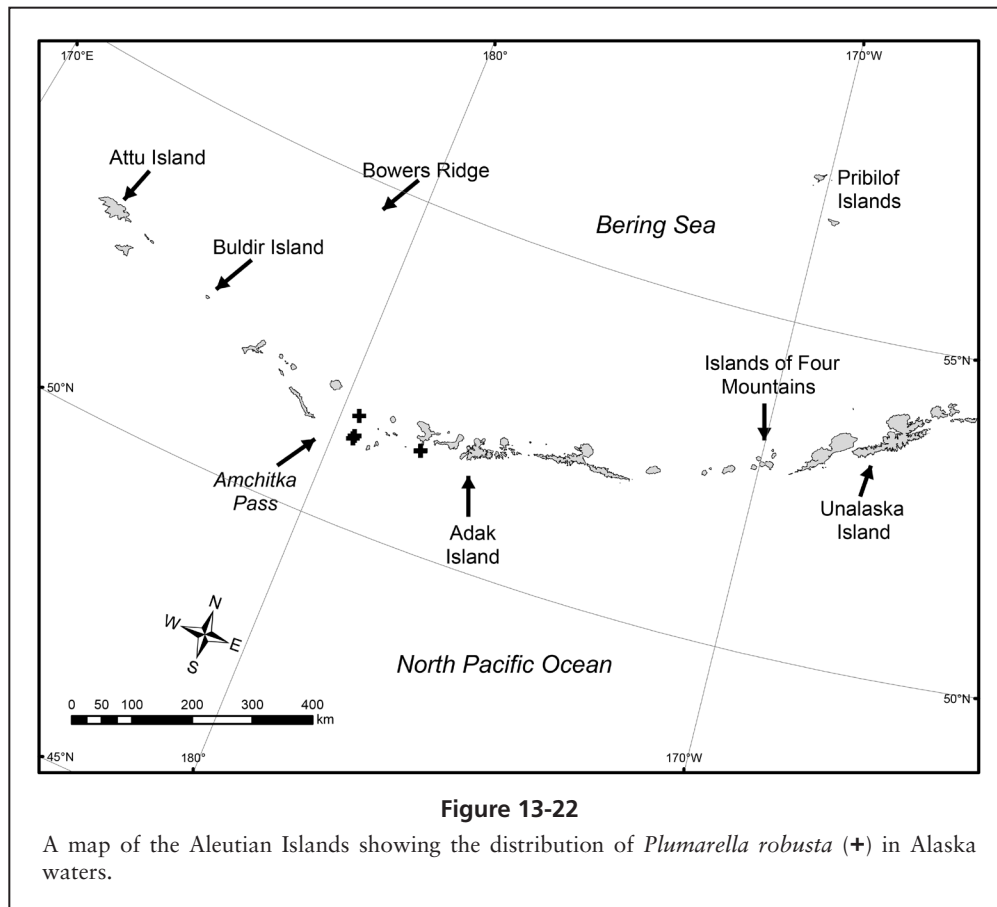 170°E
180°
170°W
Attu Island
Bowers Ridge
Pribilof
Islands
Bering Sea
Buldir Island
55°N
Islands of Four
Mountains
50°N
Amchitka
Pass
Adak
Island
Unalaska
Island
N
W
E
S
North Pacific Ocean
50°N
0 50 100 200 300 400
km
45°N
180°
170°W
Figure 13-22
A map of the Aleutian Islands showing the distribution of Plumarella robusta (+) in Alaska
waters.